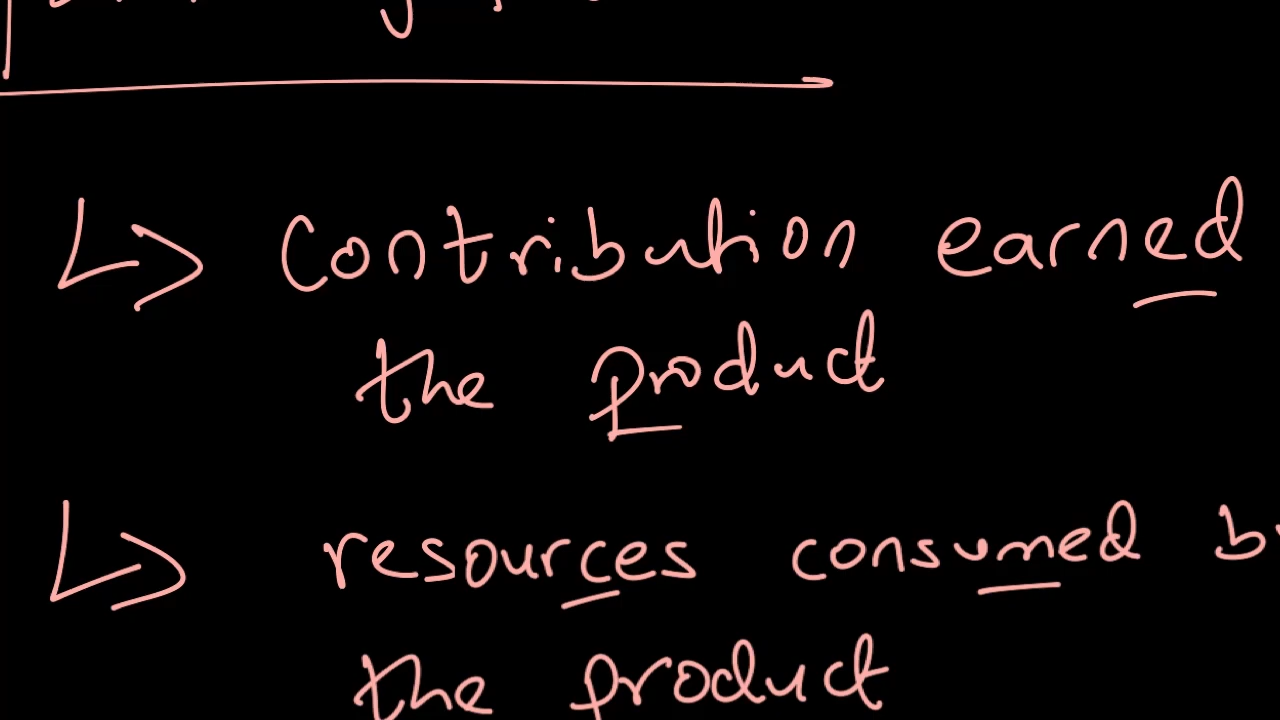 Contribution earned
the product
resources consumed
the product